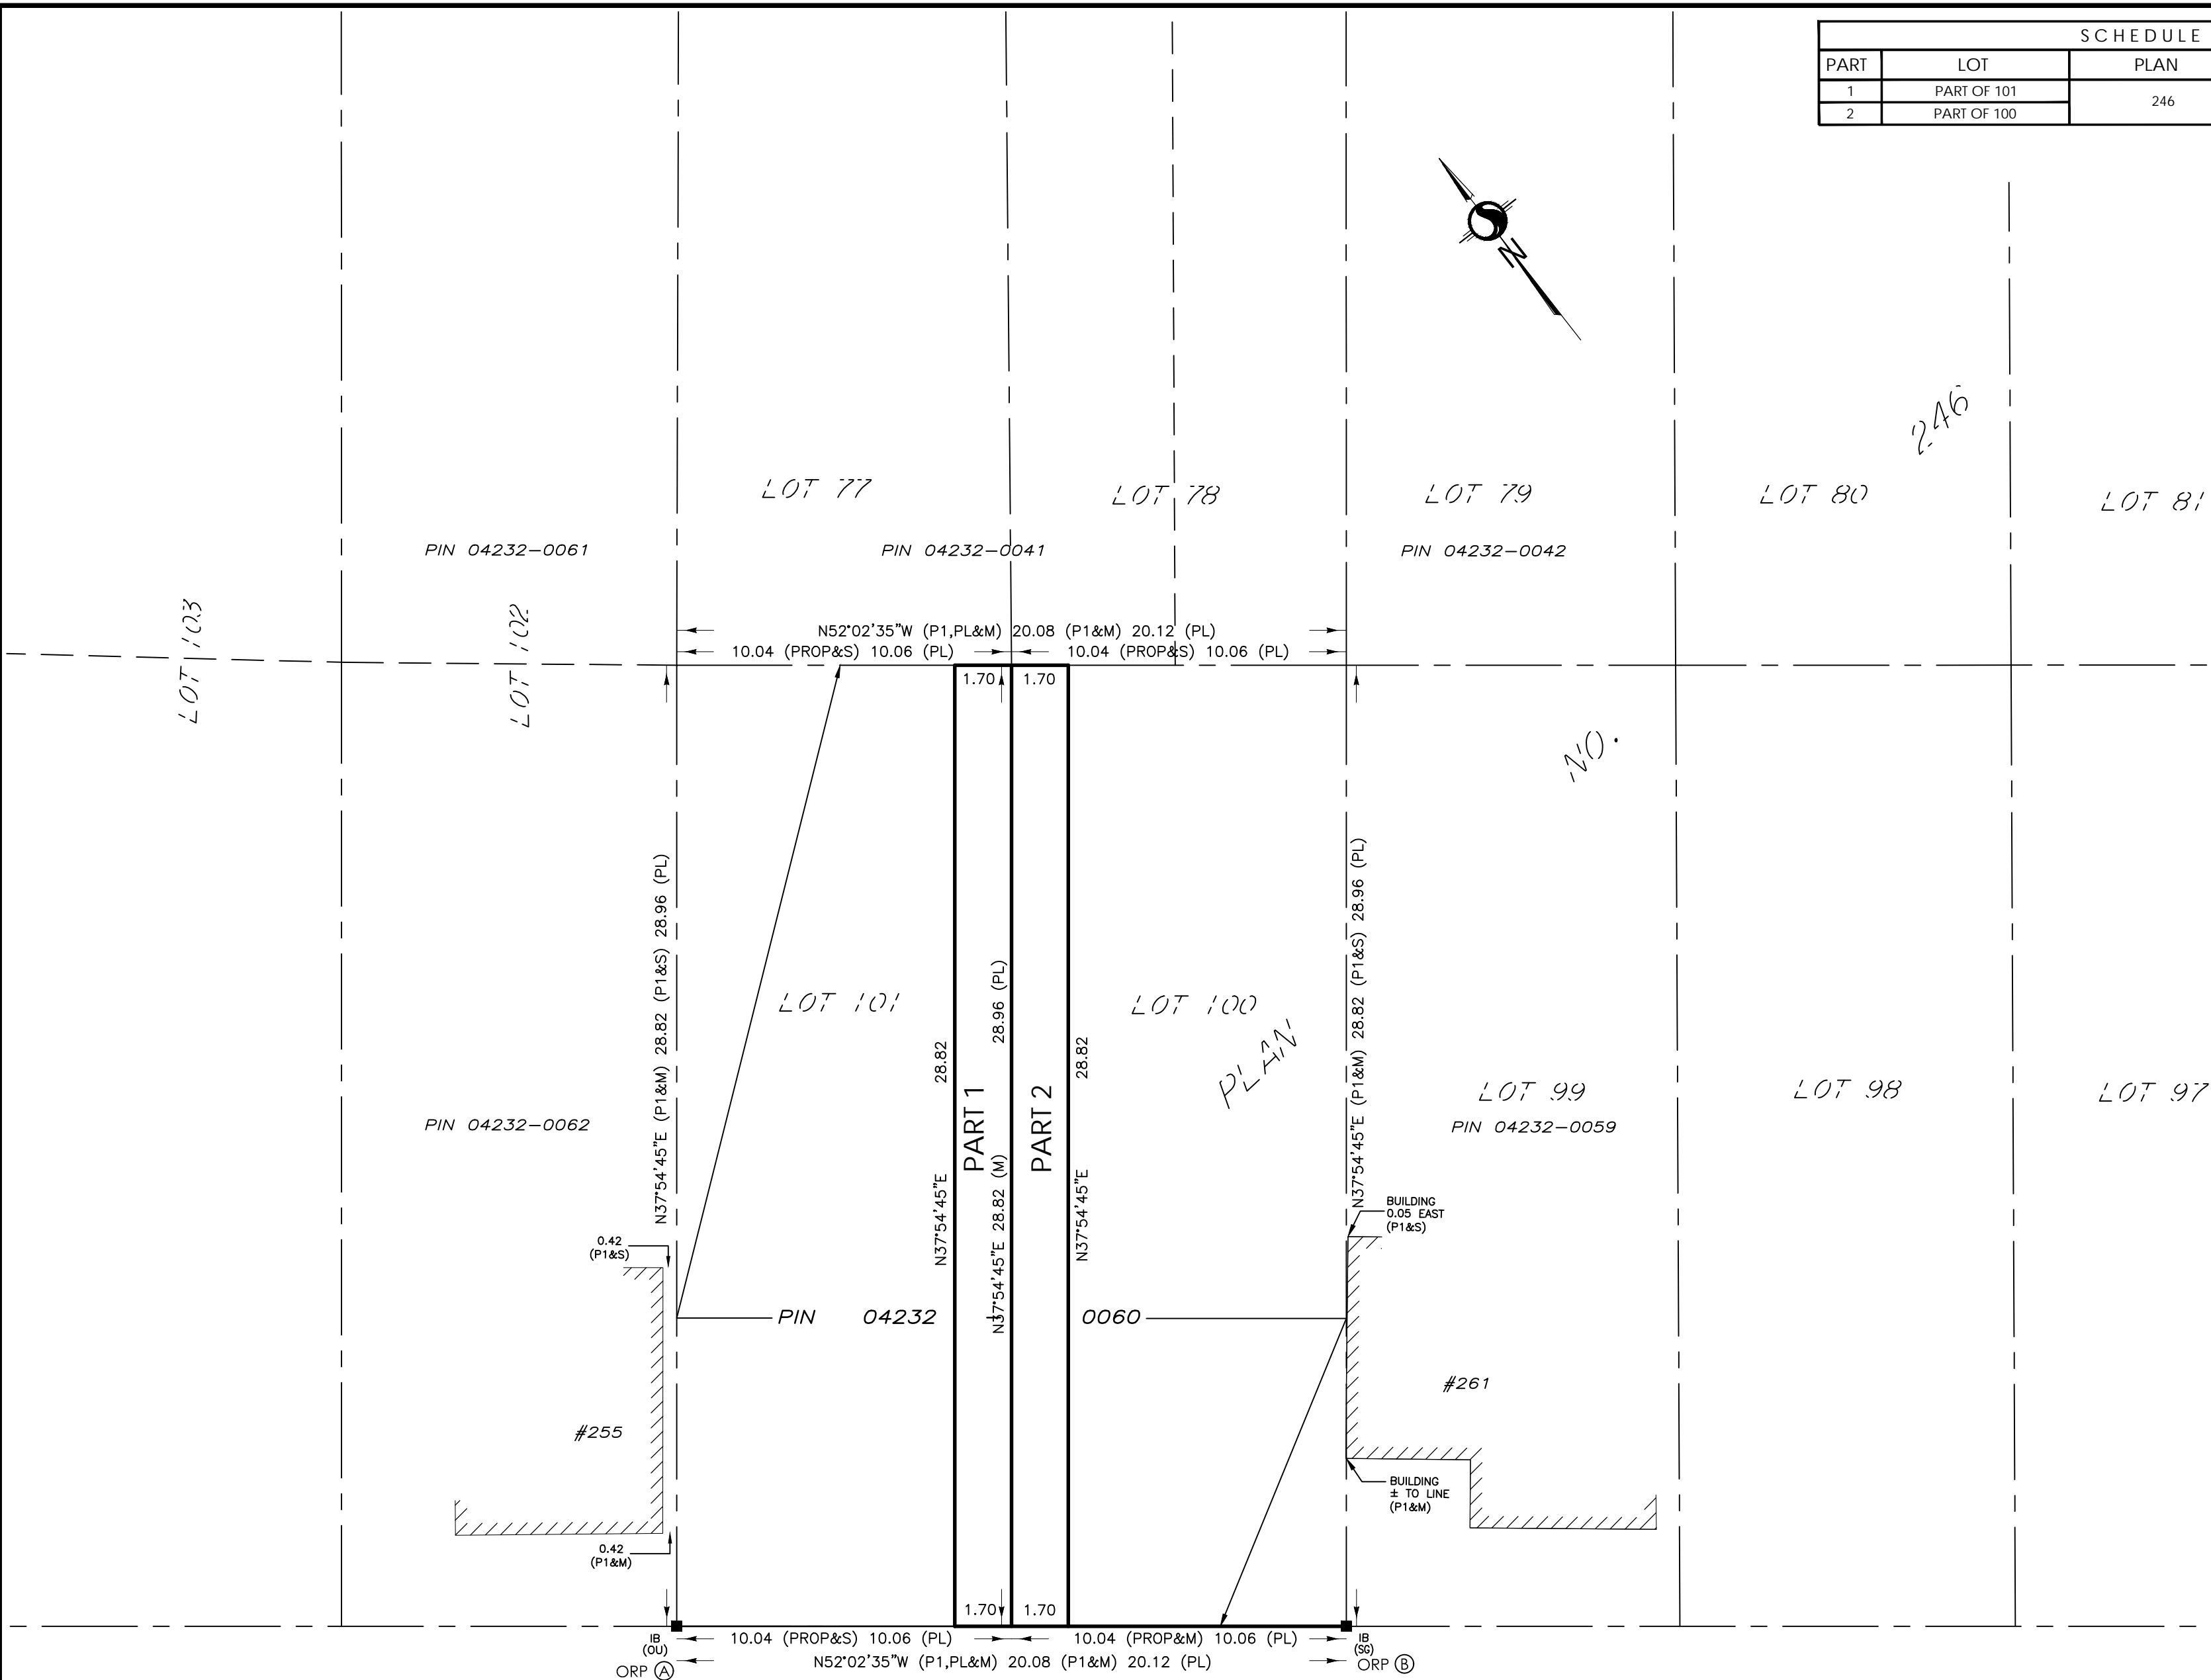 SCHEDULE
PART LOT PLAN
1 PART OF 101 246
2 PART OF 100
N
246
LOT 77
LOT 78
LOT 79
LOT 80
LOT 81
PIN 04232-0061
PIN 04232-0041
PIN 04232-0042
LOT 103
LOT 102
N52°02'35"W (P1,PL&M) 20.08 (P1&M) 20.12 (PL)
10.04 (PROP&S) 10.06 (PL)
10.04 (PROP&S) 10.06 (PL)
1.70
1.70
NO.
N37°54'45"E (P1&M) 28.82 (P1&S) 28.96 (PL)
LOT 101
28.82
N37°54'45"E
PART 1
N37°54'45"E 28.82 (M) 28.96 (PL)
PART 2
28.82
N37°54'45"E
LOT 100
PLAN
N37°54'45"E (P1&M) 28.82 (P1&S) 28.96 (PL)
LOT 99
LOT 98
LOT 97
PIN 04232-0062
PIN 04232-0059
BUILDING
0.05 EAST
(P1&S)
0.42
(P1&S)
PIN 04232 - 0060
#261
#255
BUILDING
± TO LINE
(P1&M)
0.42
(P1&M)
1.70
1.70
IB
(OU)
10.04 (PROP&S) 10.06 (PL)
10.04 (PROP&M) 10.06 (PL)
IB
(SG)
ORP A
N52°02'35"W (P1,PL&M) 20.08 (P1&M) 20.12 (PL)
ORP B